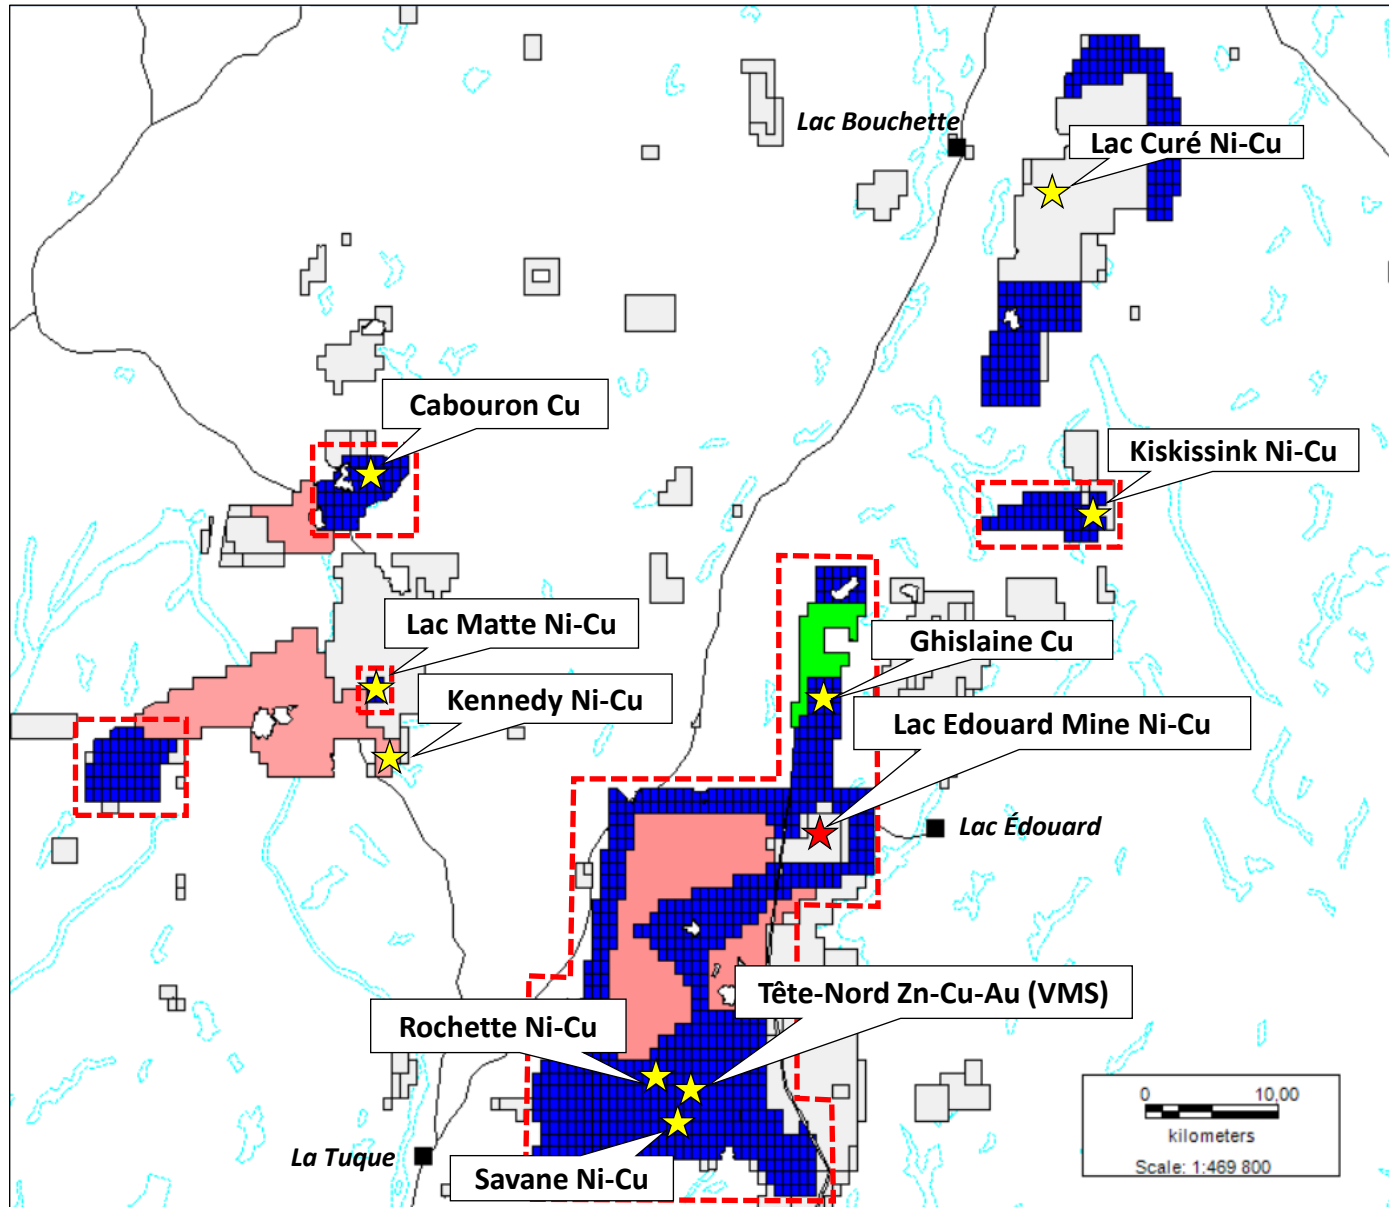 Lac Bouchette
Lac Curé Ni-Cu
Cabouron Cu
Kiskissink Ni-Cu
Lac Matte Ni-Cu
Ghislaine Cu
Kennedy Ni-Cu
Lac Edouard Mine Ni-Cu
Lac Édouard
Tête-Nord Zn-Cu-Au (VMS)
Rochette Ni-Cu
0 10,00
kilometers
Scale: 1:469 800
La Tuque
Savane Ni-Cu